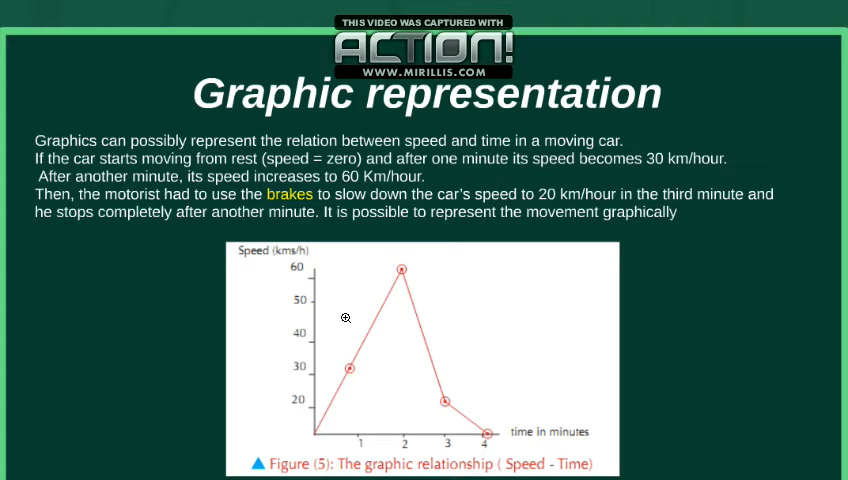 THIS VIDEO WAS CAPTURED WITH
ACTION!
WWW.MIRILLIS.COM
Graphic representation
Graphics can possibly represent the relation between speed and time in a moving car.
If the car starts moving from rest (speed = zero) and after one minute its speed becomes 30 km/hour.
After another minute, its speed increases to 60 Km/hour.
Then, the motorist had to use the brakes to slow down the car's speed to 20 km/hour in the third minute and
he stops completely after another minute. It is possible to represent the movement graphically
Speed (kms/h)
60
50
40
30
20
time in minutes
1 2 3 4
Figure (5): The graphic relationship ( Speed - Time)